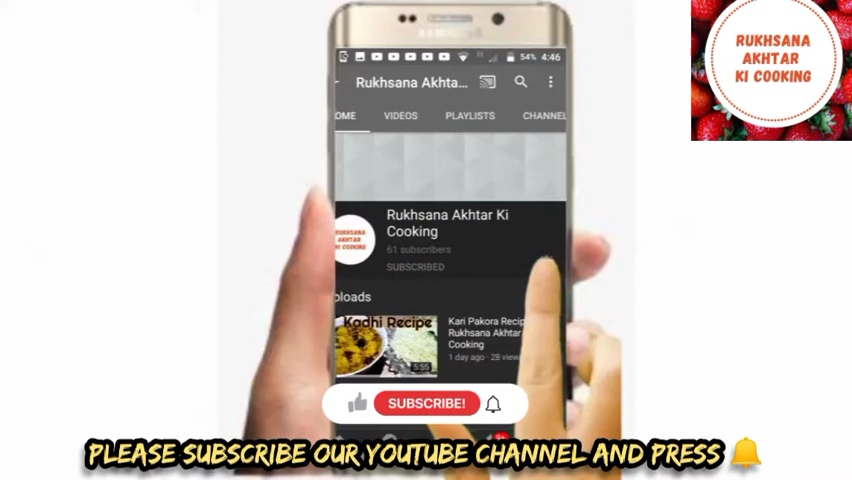 RUKHSANA
AKHTAR
KI COOKING
SAMSUNG
54% 4:46
Rukhsana Akhta...
OME VIDEOS PLAYLISTS CHANNEL
Rukhsana Akhtar Ki
Cooking
61 subscribers
SUBSCRIBED
RUKHSANA
AKHTAR
KI COOKING
ploads
Kadhi Recipe
5:55
Kari Pakora Recip
Rukhsana Akhtar
Cooking
1 day ago · 28 view
SUBSCRIBE!
PLEASE SUBSCRIBE OUR YOUTUBE CHANNEL AND PRESS